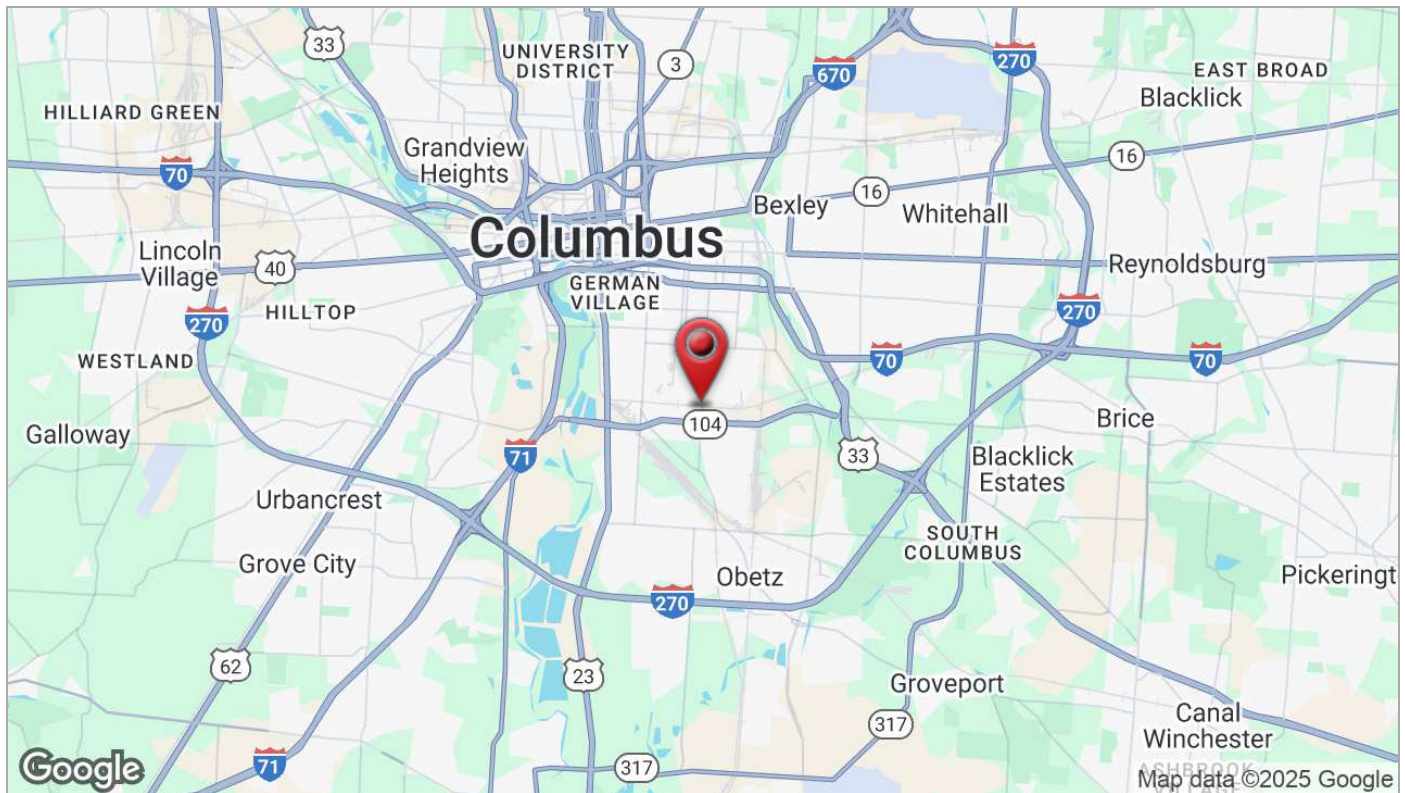 33
UNIVERSITY
DISTRICT
3
670
270
EAST BROAD
Blacklick
HILLIARD GREEN
Grandview
Heights
70
16
16
Bexley
Whitehall
Columbus
Lincoln
Village
40
Reynoldsburg
GERMAN
VILLAGE
270
HILLTOP
270
WESTLAND
70
70
104
Brice
Galloway
71
33
Blacklick
Estates
Urbancrest
SOUTH
COLUMBUS
Grove City
Obetz
Pickeringt
270
62
23
Groveport
317
Canal
Winchester
71
317
Google
ASHBROOK
VILLAGE
Map data ©2025 Google